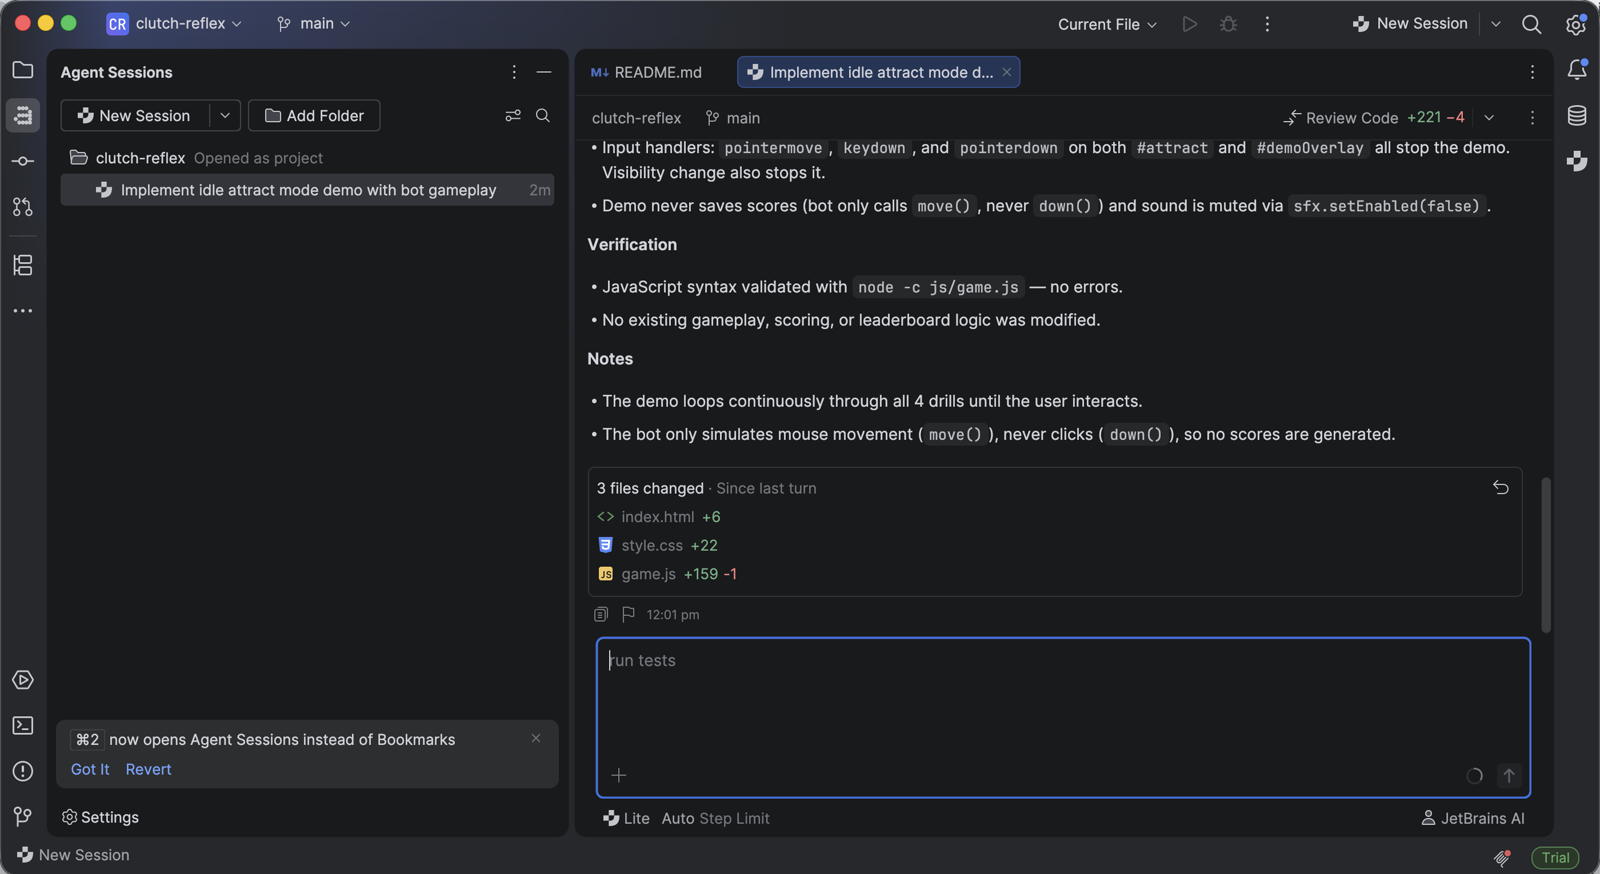 CR clutch-reflex
main
Current File
New Session
Agent Sessions
New Session
Add Folder
clutch-reflex Opened as project
Implement idle attract mode demo with bot gameplay 2m
⌘2 now opens Agent Sessions instead of Bookmarks
Got It Revert
Settings
M↓ README.md
Implement idle attract mode d...
clutch-reflex main
Review Code +221 −4
• Input handlers: pointermove, keydown, and pointerdown on both #attract and #demoOverlay all stop the demo.
Visibility change also stops it.
• Demo never saves scores (bot only calls move(), never down()) and sound is muted via sfx.setEnabled(false).
Verification
• JavaScript syntax validated with node -c js/game.js — no errors.
• No existing gameplay, scoring, or leaderboard logic was modified.
Notes
• The demo loops continuously through all 4 drills until the user interacts.
• The bot only simulates mouse movement (move()), never clicks (down()), so no scores are generated.
3 files changed · Since last turn
<> index.html +6
style.css +22
JS game.js +159 -1
12:01 pm
run tests
Lite Auto Step Limit
JetBrains AI
New Session
Trial